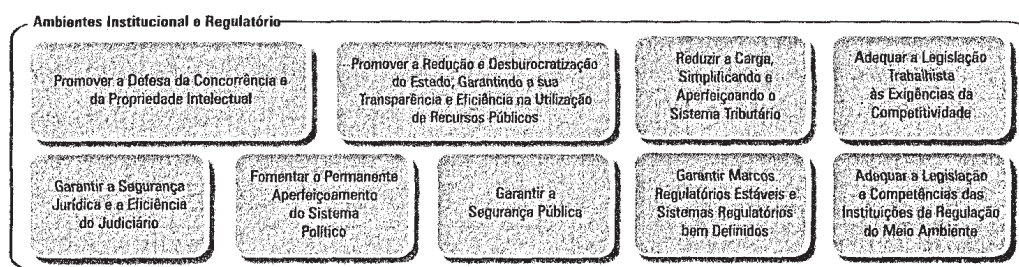 Ambientes Institucional e Regulatório
Promover a Defesa da Concorrência e
da Propriedade Intelectual
Promover a Redução e Desburocratização
do Estado, Garantindo a sua
Transparência e Eficiência na Utilização
de Recursos Públicos
Reduzir a Carga,
Simplificando e
Aperfeiçoando o
Sistema Tributário
Adequar a Legislação
Trabalhista
às Exigências da
Competitividade
Garantir a Segurança
Jurídica e a Eficiência
do Judiciário
Fomentar o Permanente
Aperfeiçoamento
do Sistema
Político
Garantir a
Segurança Pública
Garantir Marcos
Regulatórios Estáveis e
Sistemas Regulatórios
bem Definidos
Adequar a Legislação
e Competências das
Instituições da Regulação
do Meio Ambiente